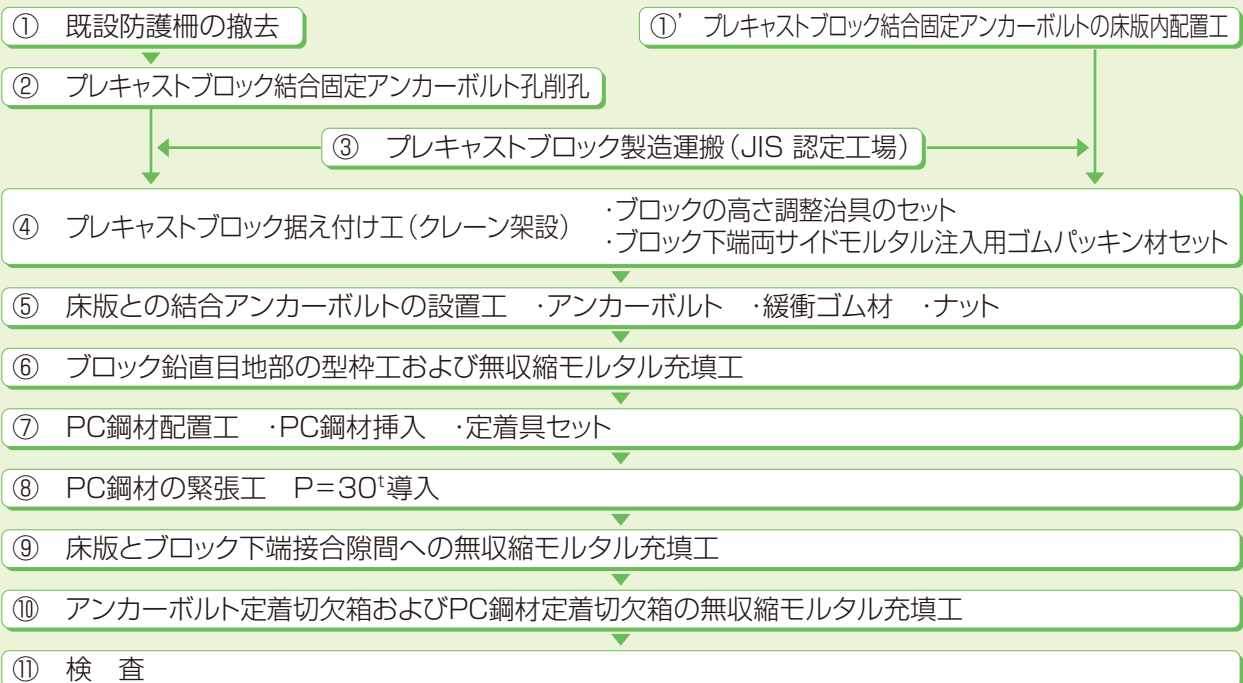 ① 既設防護柵の撤去
①’ プレキャストブロック結合固定アンカーボルトの床版内配置工
② プレキャストブロック結合固定アンカーボルト孔削孔
③ プレキャストブロック製造運搬(JIS 認定工場)
④ プレキャストブロック据え付け工(クレーン架設)
・ブロックの高さ調整治具のセット
・ブロック下端両サイドモルタル注入用ゴムパッキン材セット
⑤ 床版との結合アンカーボルトの設置工 ・アンカーボルト ・緩衝ゴム材 ・ナット
⑥ ブロック鉛直目地部の型枠工および無収縮モルタル充填工
⑦ PC鋼材配置工 ・PC鋼材挿入 ・定着具セット
⑧ PC鋼材の緊張工 P=30ᵗ導入
⑨ 床版とブロック下端接合隙間への無収縮モルタル充填工
⑩ アンカーボルト定着切欠箱およびPC鋼材定着切欠箱の無収縮モルタル充填工
⑪ 検 査